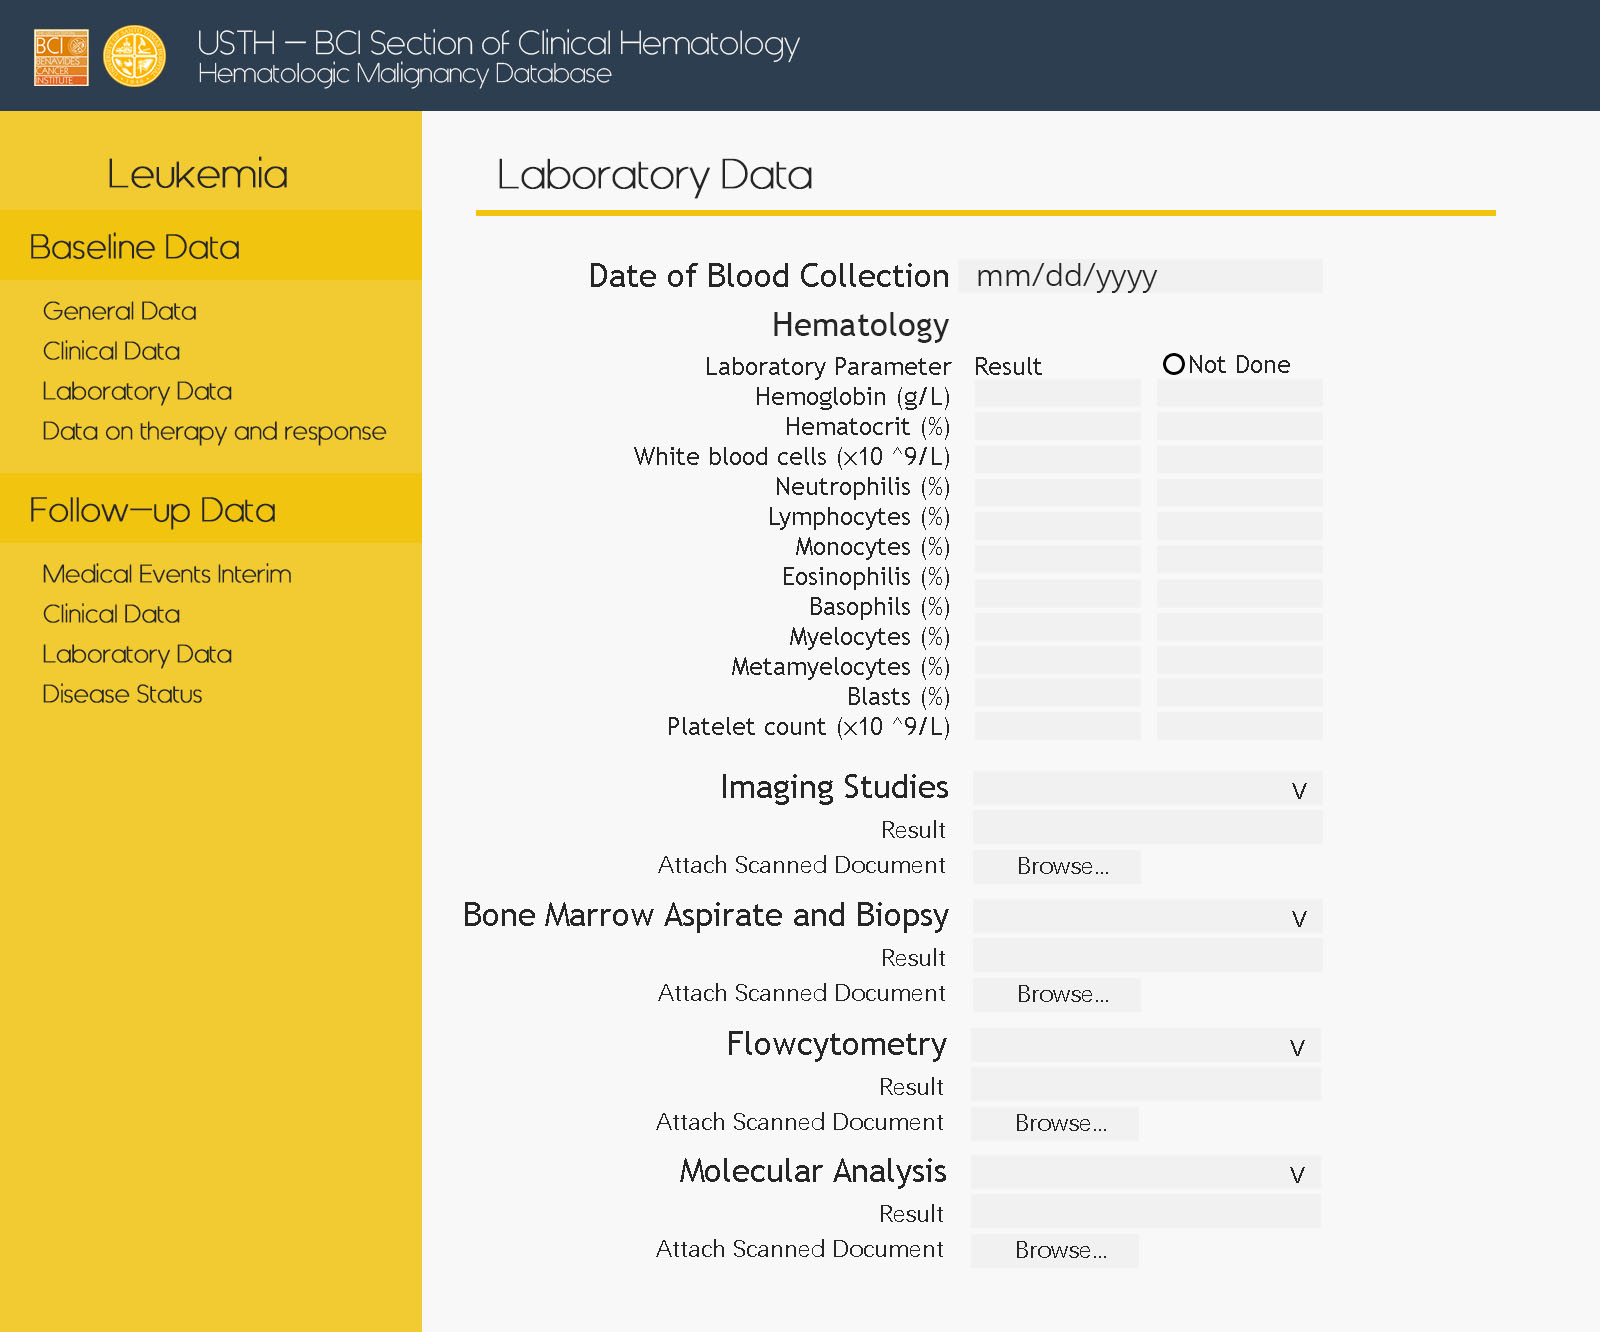 BCI
BENAVIDES
CANCER
INSTITUTE
USTH – BCI Section of Clinical Hematology
Hematologic Malignancy Database
Leukemia
Baseline Data
General Data
Clinical Data
Laboratory Data
Data on therapy and response
Follow-up Data
Medical Events Interim
Clinical Data
Laboratory Data
Disease Status
Laboratory Data
Date of Blood Collection mm/dd/yyyy
Hematology
Laboratory Parameter Result Not Done
Hemoglobin (g/L)
Hematocrit (%)
White blood cells (x10 ^9/L)
Neutrophilis (%)
Lymphocytes (%)
Monocytes (%)
Eosinophilis (%)
Basophils (%)
Myelocytes (%)
Metamyelocytes (%)
Blasts (%)
Platelet count (x10 ^9/L)
Imaging Studies V
Result
Attach Scanned Document Browse...
Bone Marrow Aspirate and Biopsy V
Result
Attach Scanned Document Browse...
Flowcytometry V
Result
Attach Scanned Document Browse...
Molecular Analysis V
Result
Attach Scanned Document Browse...